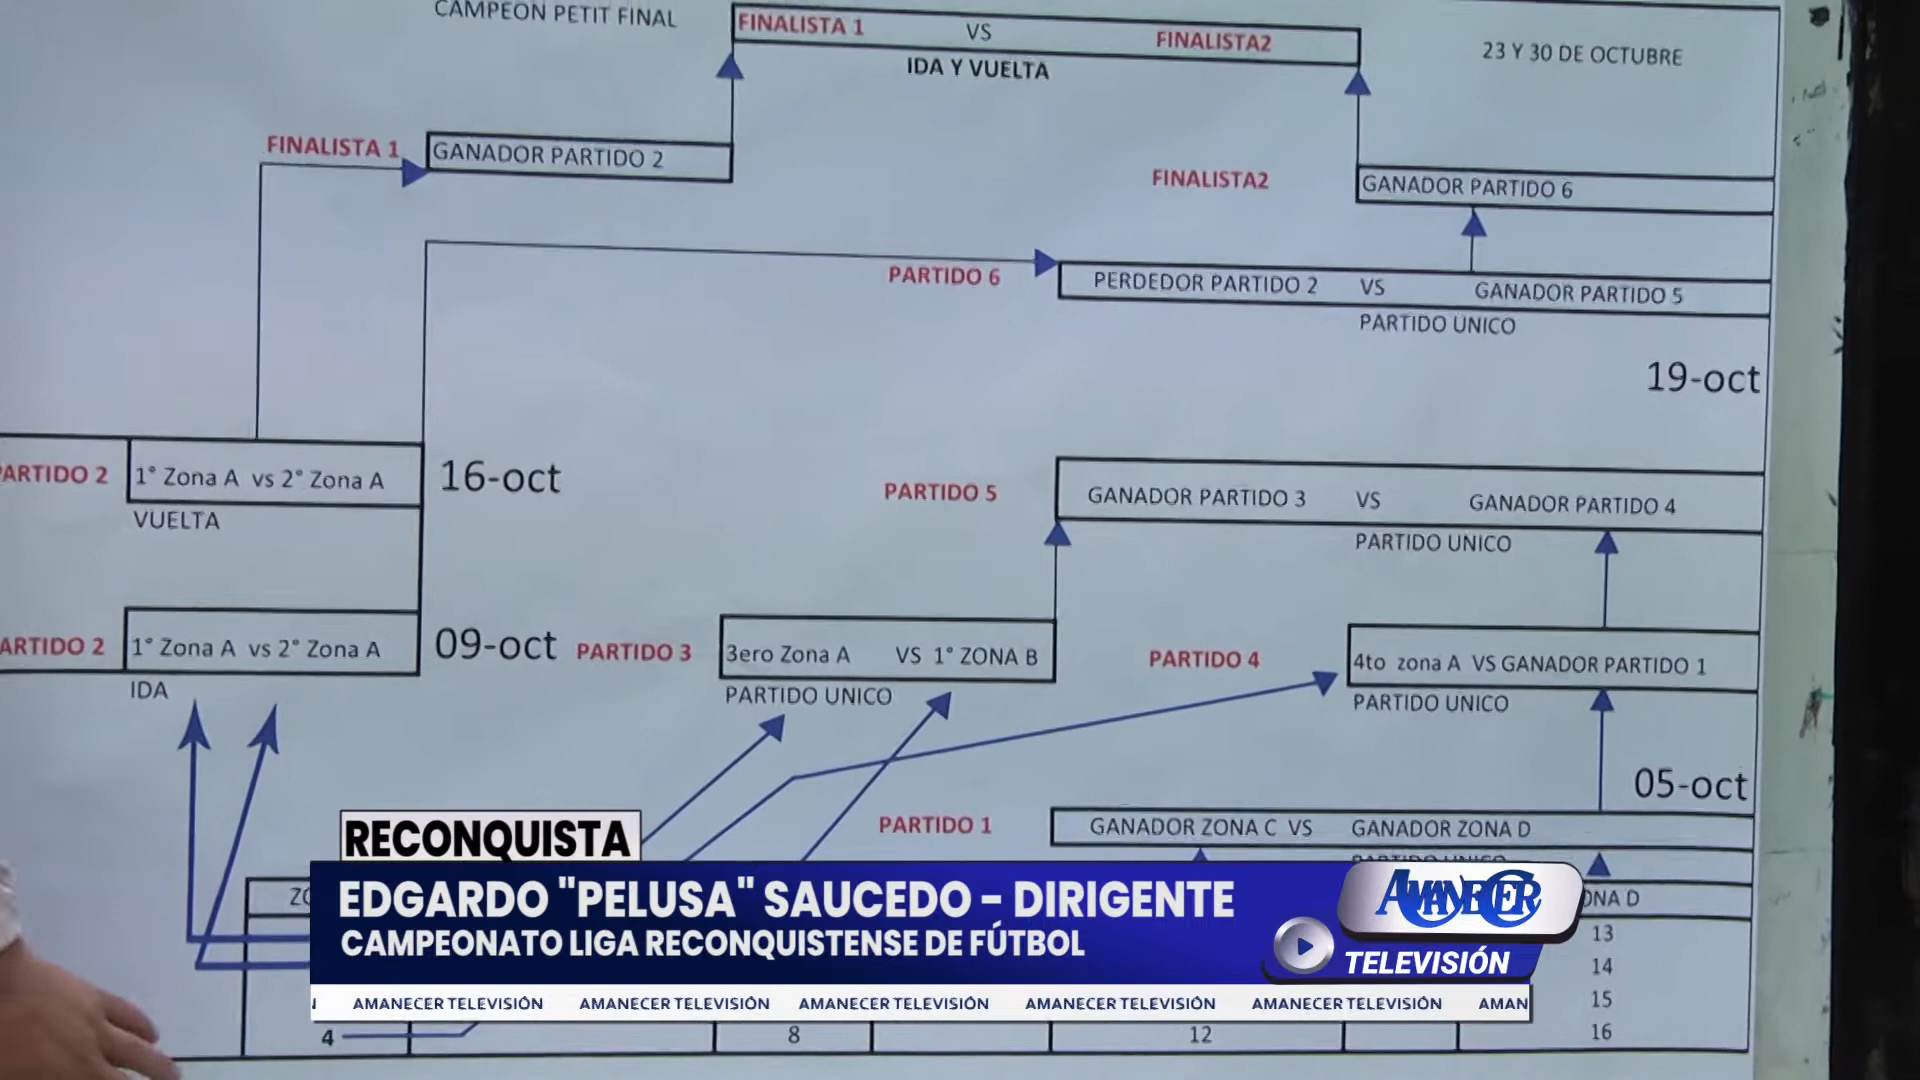 CAMPEON PETIT FINAL
FINALISTA 1 VS FINALISTA2
IDA Y VUELTA
23 Y 30 DE OCTUBRE
FINALISTA 1
GANADOR PARTIDO 2
FINALISTA2
GANADOR PARTIDO 6
PARTIDO 6
PERDEDOR PARTIDO 2 VS GANADOR PARTIDO 5
PARTIDO UNICO
19-oct
ARTIDO 2
1° Zona A vs 2° Zona A
16-oct
VUELTA
PARTIDO 5
GANADOR PARTIDO 3 VS GANADOR PARTIDO 4
PARTIDO UNICO
ARTIDO 2
1° Zona A vs 2° Zona A
09-oct
IDA
PARTIDO 3
3ero Zona A VS 1° ZONA B
PARTIDO UNICO
PARTIDO 4
4to zona A VS GANADOR PARTIDO 1
PARTIDO UNICO
05-oct
PARTIDO 1
GANADOR ZONA C VS GANADOR ZONA D
PARTIDO UNICO
ZO
ONA D
13
14
15
4 8 12 16
RECONQUISTA
EDGARDO "PELUSA" SAUCEDO - DIRIGENTE
CAMPEONATO LIGA RECONQUISTENSE DE FÚTBOL
AMANECER
TELEVISIÓN
AMANECER TELEVISIÓN AMANECER TELEVISIÓN AMANECER TELEVISIÓN AMANECER TELEVISIÓN AMANECER TELEVISIÓN AMAN